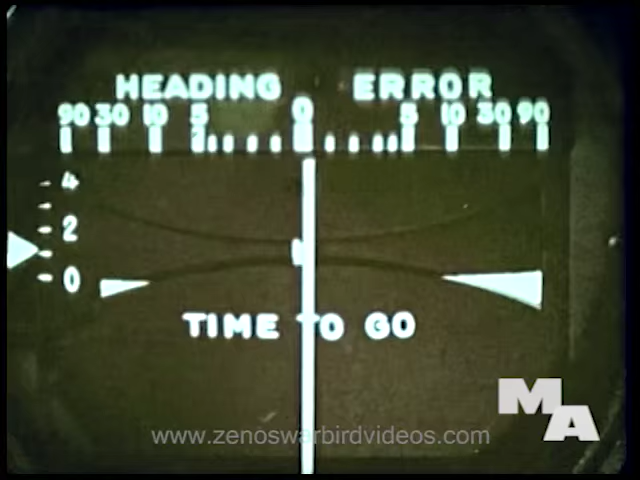 HEADING ERROR
90 30 10 5 0 5 10 30 90
4
2
0
TIME TO GO
www.zenoswarbirdvideos.com
MA